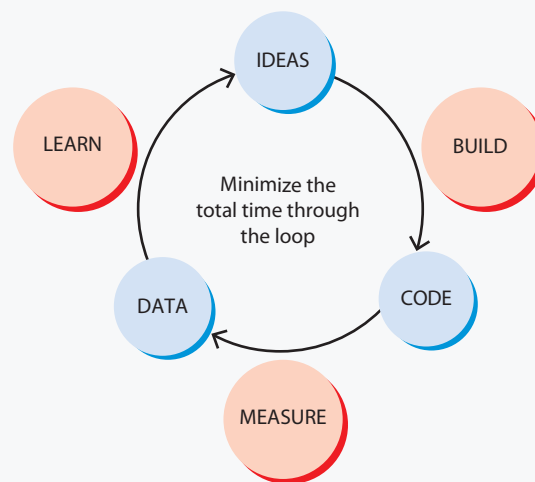 IDEAS
LEARN
BUILD
Minimize the
total time through
the loop
DATA
CODE
MEASURE